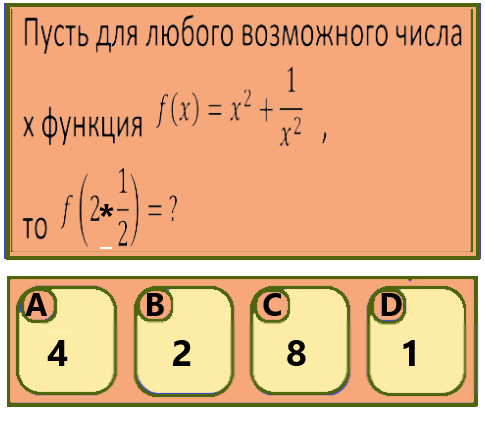 Пусть для любого возможного числа
x функция f(x) = x² + 1/x² ,
то f(2*1/2) = ?
A B C D
4 2 8 1